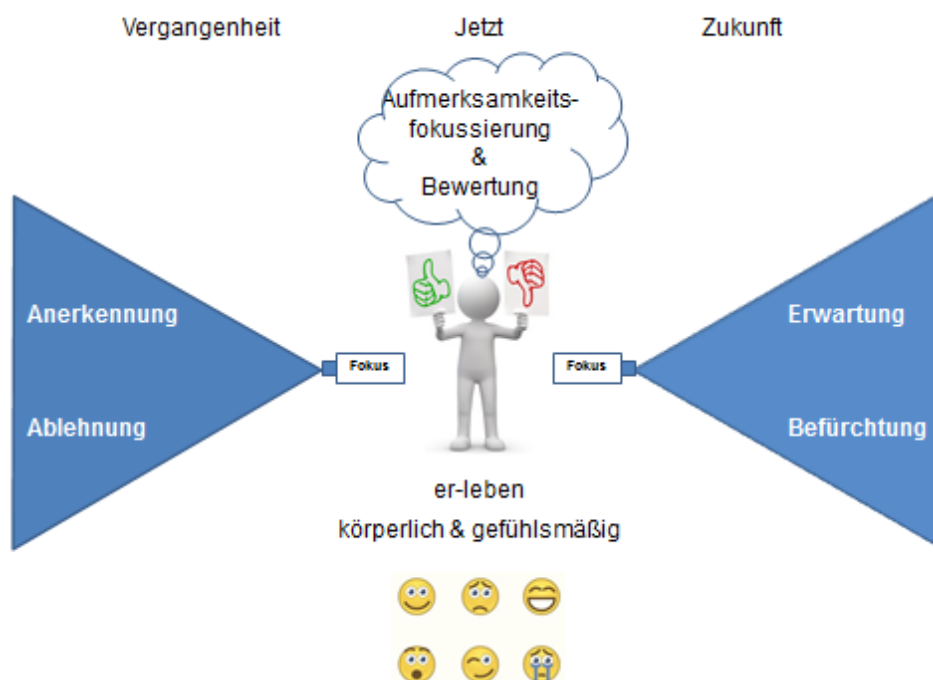 Vergangenheit
Jetzt
Zukunft
Aufmerksamkeits-
fokussierung
&
Bewertung
Anerkennung
Ablehnung
Fokus
Fokus
Erwartung
Befürchtung
er-leben
körperlich & gefühlsmäßig